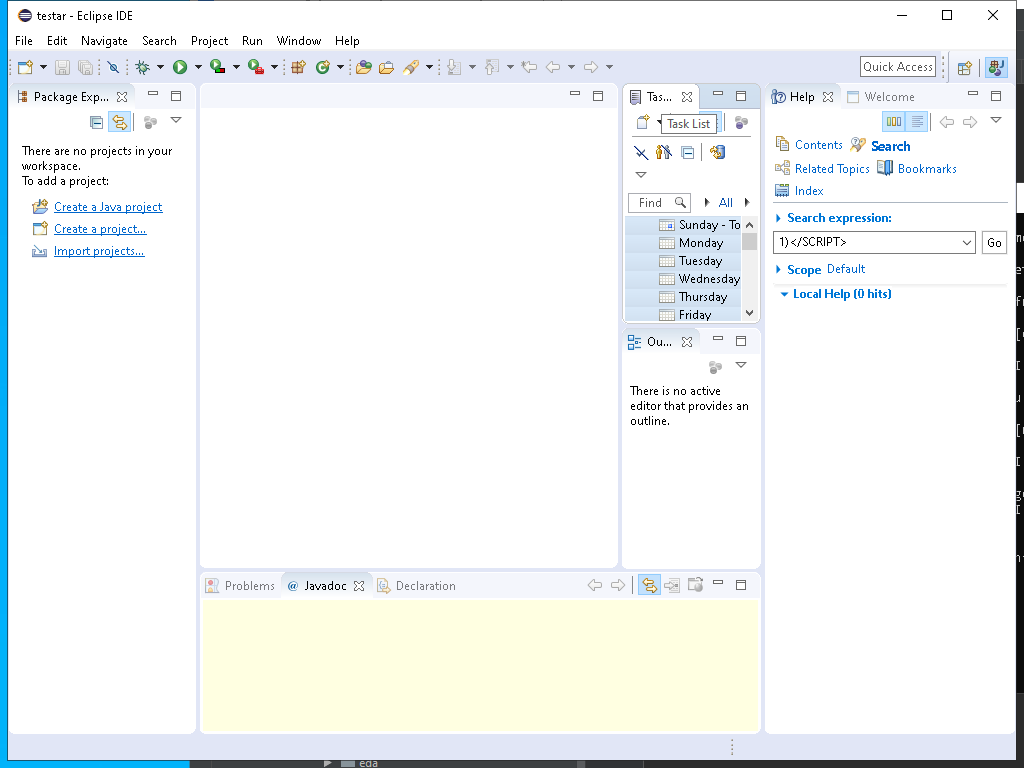 testar - Eclipse IDE
File Edit Navigate Search Project Run Window Help
Quick Access
Package Exp...
There are no projects in your
workspace.
To add a project:
Create a Java project
Create a project...
Import projects...
Tas...
Task List
Find
All
Sunday - To
Monday
Tuesday
Wednesday
Thursday
Friday
Ou...
There is no active
editor that provides an
outline.
Help
Welcome
Contents
Search
Related Topics
Bookmarks
Index
Search expression:
1)</SCRIPT>
Go
Scope Default
Local Help (0 hits)
Problems
@ Javadoc
Declaration
eda